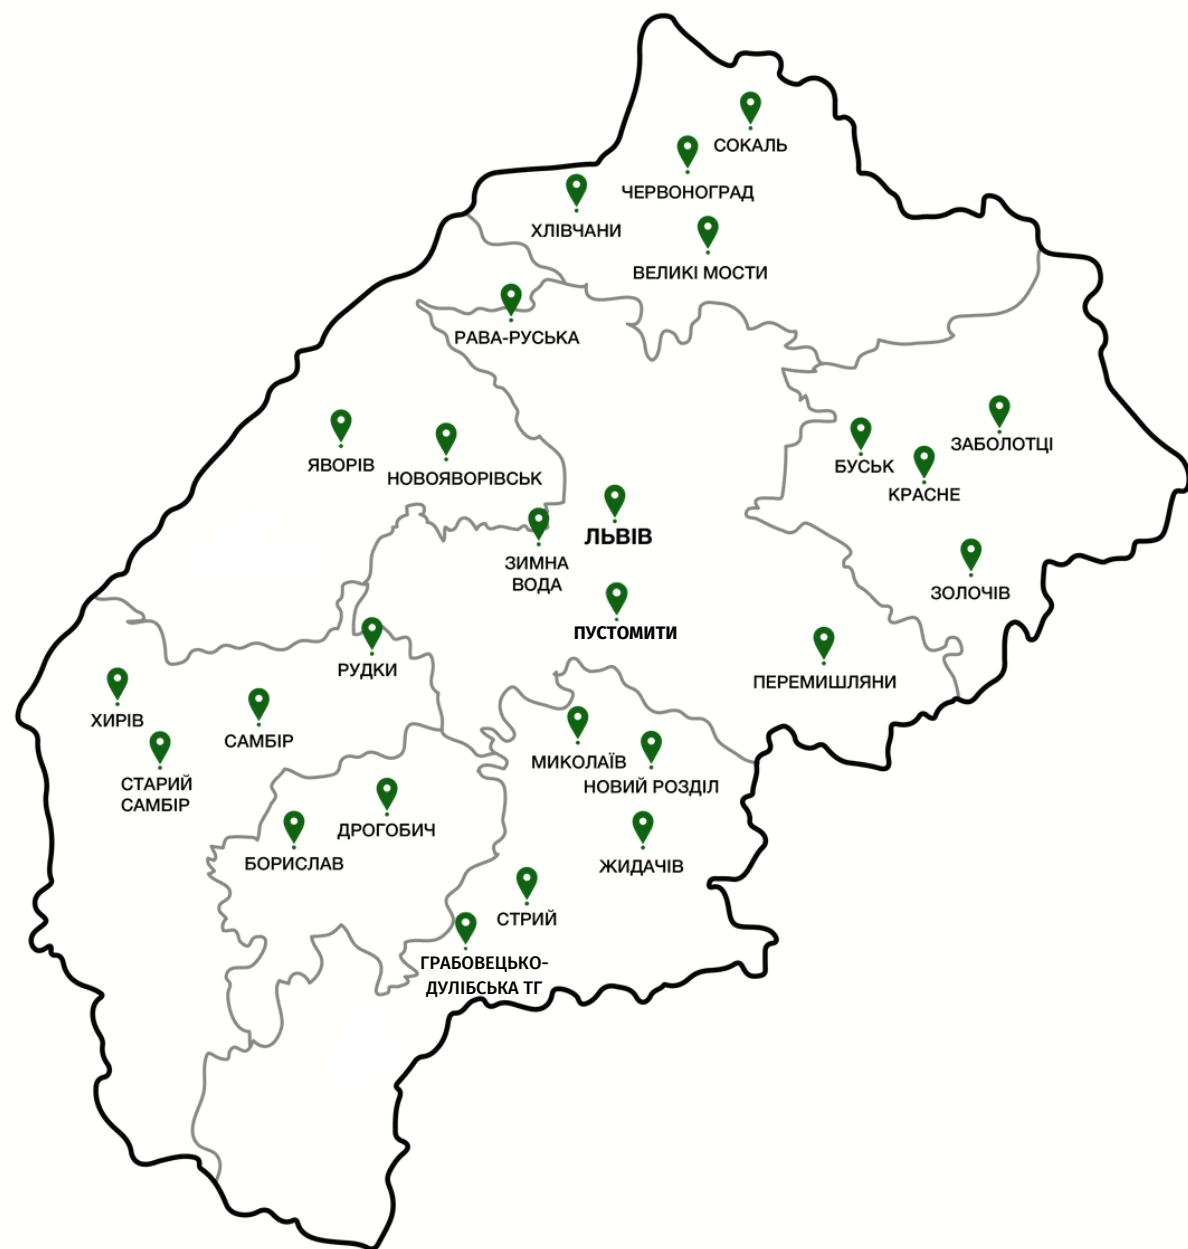 СОКАЛЬ
ЧЕРВОНОГРАД
ХЛІВЧАНИ
ВЕЛИКІ МОСТИ
РАВА-РУСЬКА
ЯВОРІВ
НОВОЯВОРІВСЬК
БУСЬК
ЗАБОЛОТЦІ
КРАСНЕ
ЛЬВІВ
ЗИМНА
ВОДА
ЗОЛОЧІВ
ПУСТОМИТИ
РУДКИ
ПЕРЕМИШЛЯНИ
ХИРІВ
САМБІР
СТАРИЙ
САМБІР
МИКОЛАЇВ
НОВИЙ РОЗДІЛ
ДРОГОБИЧ
БОРИСЛАВ
ЖИДАЧІВ
СТРИЙ
ГРАБОВЕЦЬКО-
ДУЛІБСЬКА ТГ